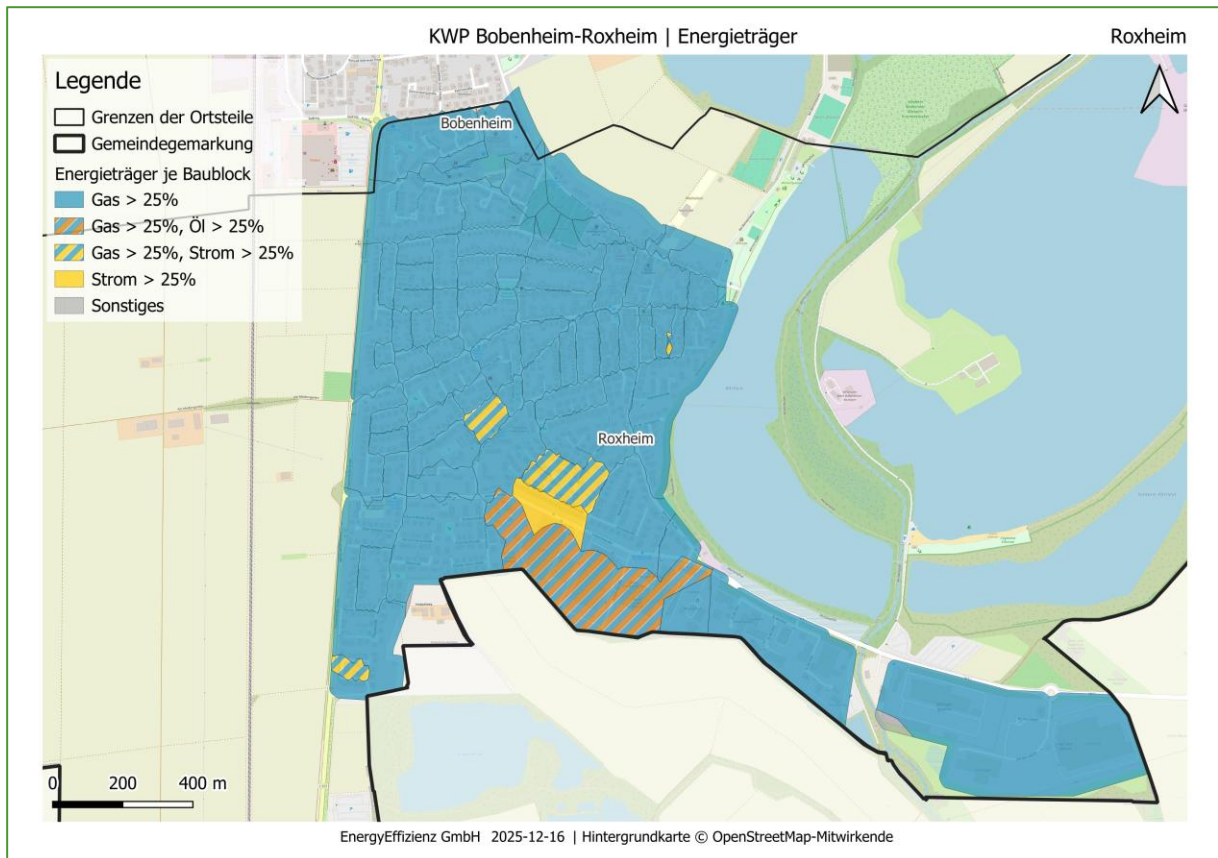 KWP Bobenheim-Roxheim | Energieträger
Roxheim
Legende
Grenzen der Ortsteile
Gemeindegemarkung
Energieträger je Baublock
Gas > 25%
Gas > 25%, Öl > 25%
Gas > 25%, Strom > 25%
Strom > 25%
Sonstiges
Bobenheim
Roxheim
0 200 400 m
EnergyEffizienz GmbH 2025-12-16 | Hintergrundkarte © OpenStreetMap-Mitwirkende